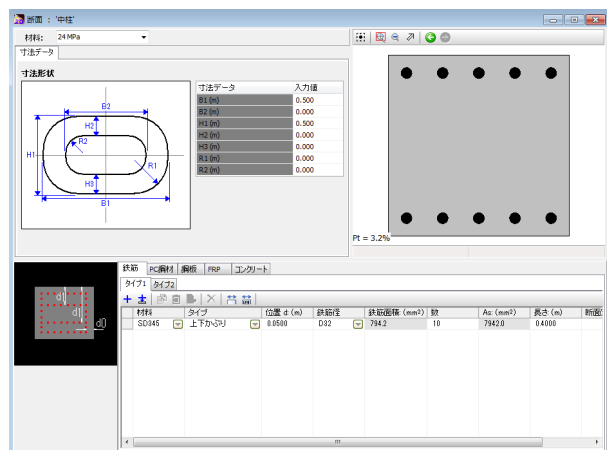 断面 : '中柱'
材料: 24 MPa
寸法データ
寸法形状
B2
H2
R2
H1
R1
H3
B1
寸法データ 入力値
B1 (m) 0.500
B2 (m) 0.000
H1 (m) 0.500
H2 (m) 0.000
H3 (m) 0.000
R1 (m) 0.000
R2 (m) 0.000
Pt = 3.2%
鉄筋 PC鋼材 鋼板 FRP コンクリート
タイプ1 タイプ2
d()
d()
d()
材料 タイプ 位置 d: (m) 鉄筋径 鉄筋面積: (mm²) 数 As: (mm²) 長さ: (m)
SD345 上下かぶり 0.0500 D32 794.2 10 7942.0 0.4000